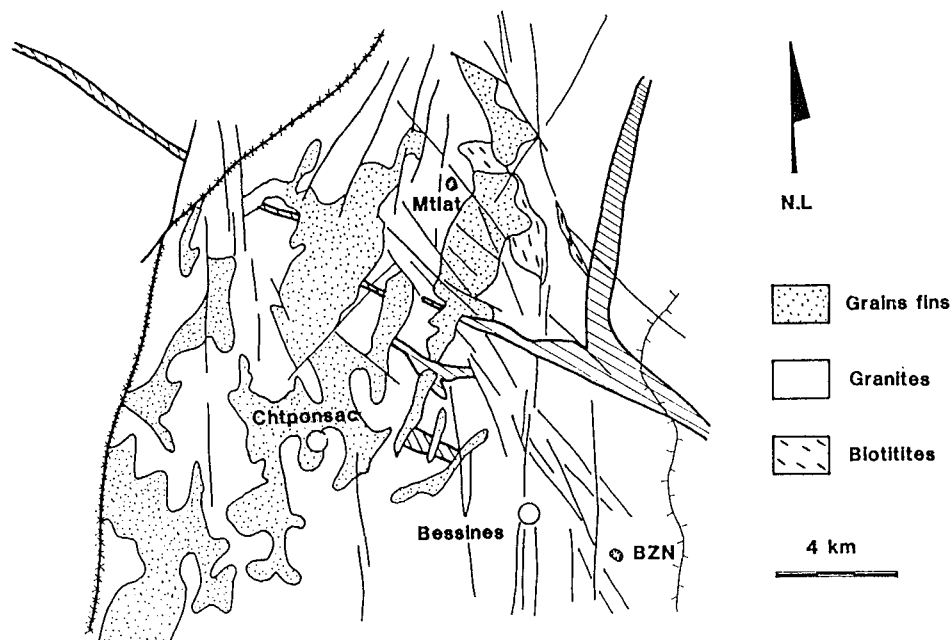 N.L
Mtlat
Grains fins
Granites
Chtponsac
Biotitites
Bessines
BZN
4 km